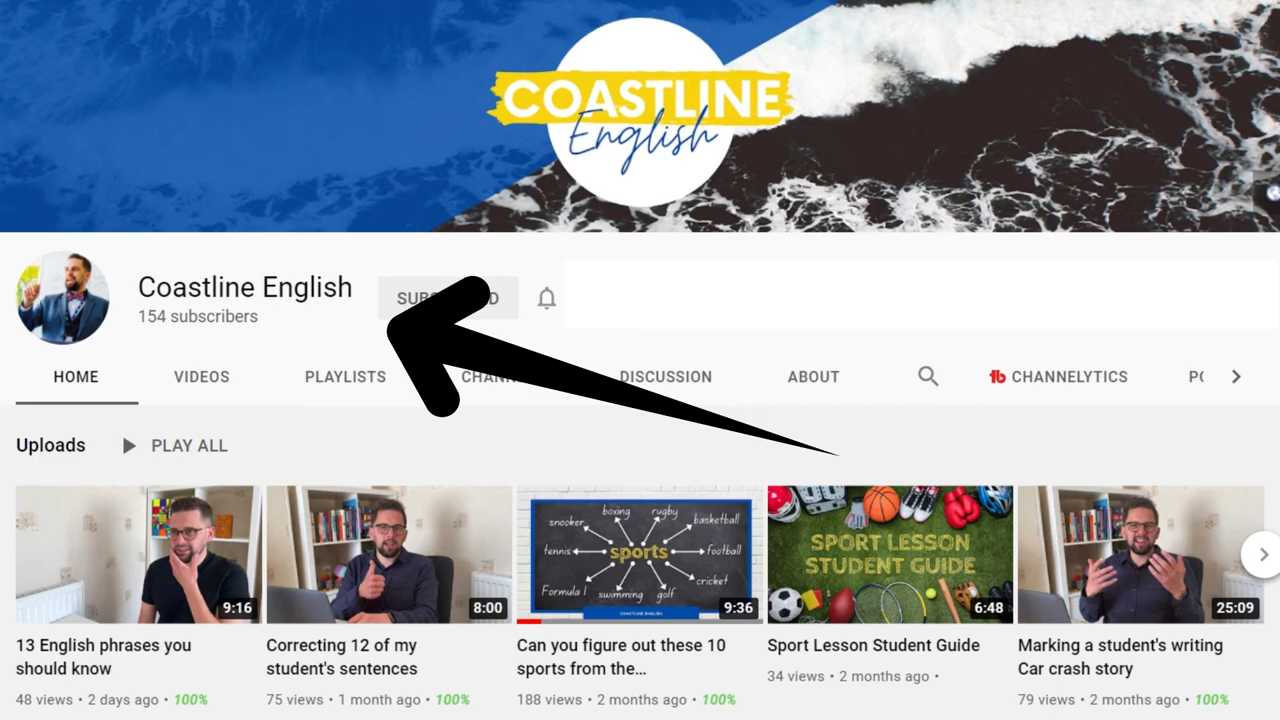 COASTLINE
English
Coastline English
154 subscribers
HOME
VIDEOS
PLAYLISTS
DISCUSSION
ABOUT
CHANNELYTICS
Uploads
PLAY ALL
9:16
13 English phrases you
should know
48 views • 2 days ago • 100%
8:00
Correcting 12 of my
student's sentences
75 views • 1 month ago • 100%
boxing
rugby
snooker
basketball
tennis
sports
football
Formula 1
swimming
golf
cricket
COASTLINE ENGLISH
9:36
Can you figure out these 10
sports from the...
188 views • 2 months ago • 100%
SPORT LESSON
STUDENT GUIDE
6:48
Sport Lesson Student Guide
34 views • 2 months ago •
25:09
Marking a student's writing
Car crash story
79 views • 2 months ago • 100%